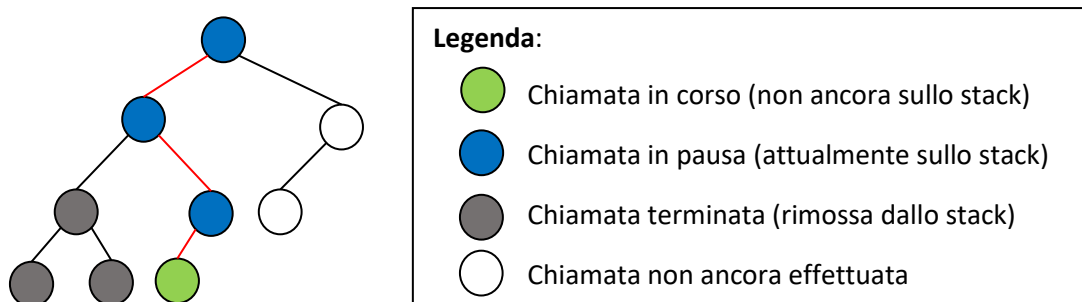 Legenda:
Chiamata in corso (non ancora sullo stack)
Chiamata in pausa (attualmente sullo stack)
Chiamata terminata (rimossa dallo stack)
Chiamata non ancora effettuata